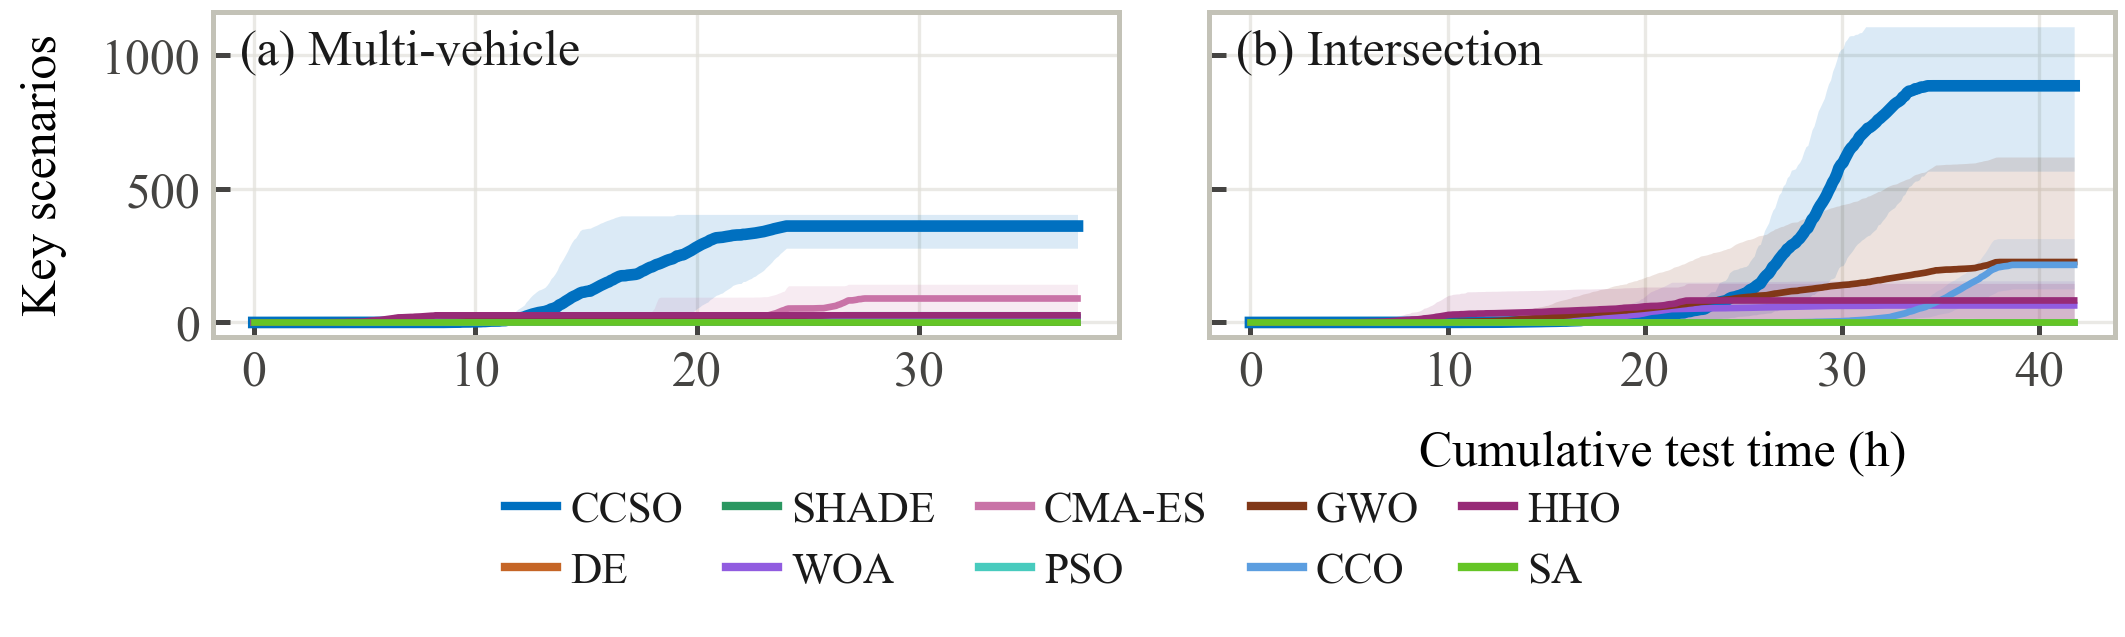 Key scenarios
1000
500
0
(a) Multi-vehicle
0 10 20 30
(b) Intersection
0 10 20 30 40
Cumulative test time (h)
CCSO SHADE CMA-ES GWO HHO
DE WOA PSO CCO SA